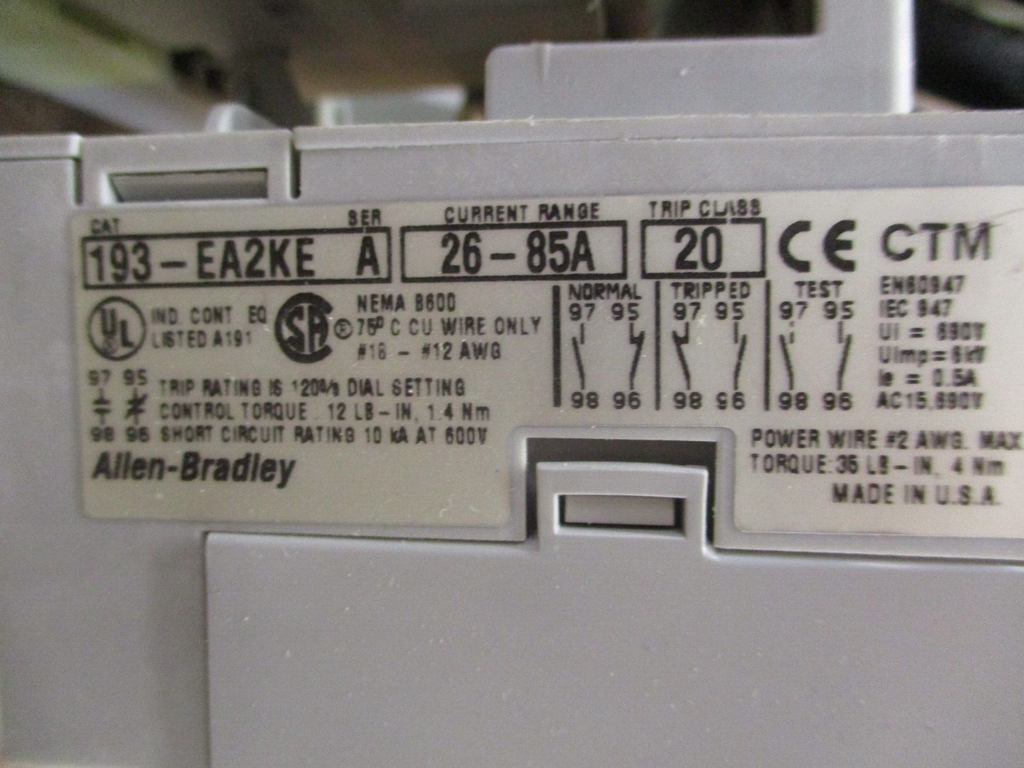 CAT SER CURRENT RANGE TRIP CLASS
193-EA2KE A 26-85A 20 CE CTM
UL IND. CONT. EQ. LISTED A191
SA ®
NEMA B600
75° C CU WIRE ONLY
#18 - #12 AWG
NORMAL TRIPPED TEST
97 95 97 95 97 95
98 96 98 96 98 96
EN60947
IEC 947
Ui = 690V
Uimp = 6kV
Ie = 0.5A
AC15,690V
97 95
98 96
TRIP RATING IS 120% DIAL SETTING
CONTROL TORQUE. 12 LB-IN, 1.4 Nm
SHORT CIRCUIT RATING 10 kA AT 600V
Allen-Bradley
POWER WIRE #2 AWG. MAX
TORQUE: 35 LB-IN, 4 Nm
MADE IN U.S.A.